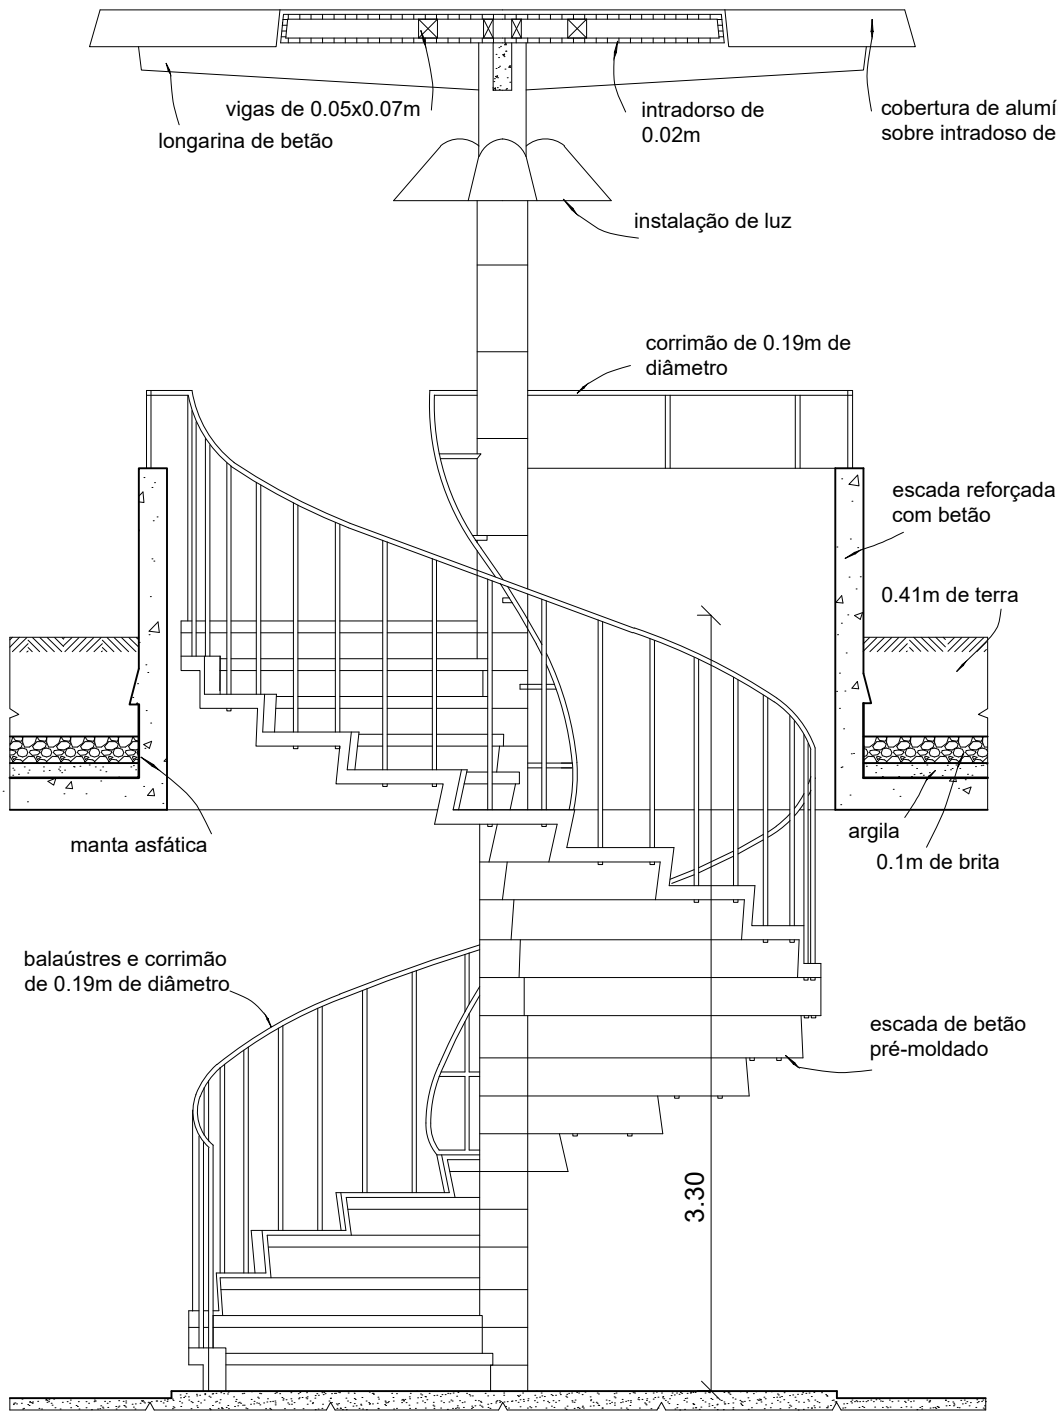 vigas de 0.05x0.07m
longarina de betão
intradorso de
0.02m
cobertura de alumí
sobre intradoso de
instalação de luz
corrimão de 0.19m de
diâmetro
escada reforçada
com betão
0.41m de terra
manta asfática
argila
0.1m de brita
balaústres e corrimão
de 0.19m de diâmetro
escada de betão
pré-moldado
3.30